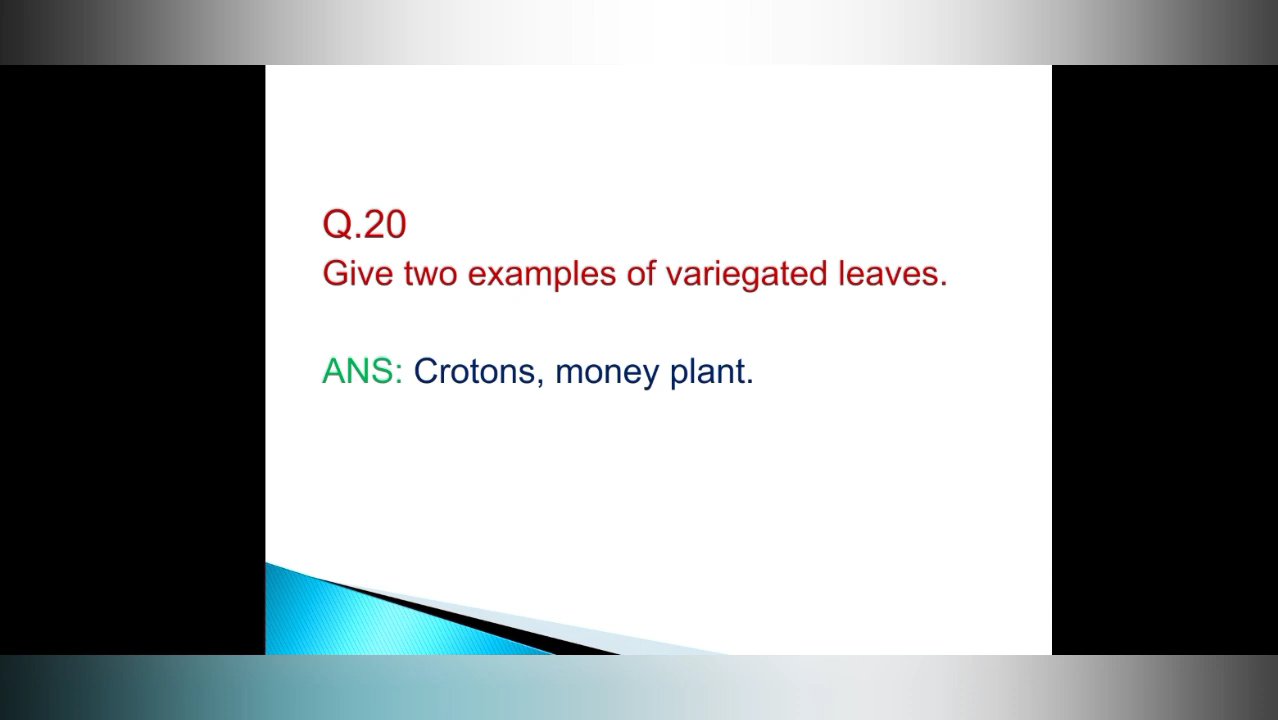 Q.20
Give two examples of variegated leaves.
ANS: Crotons, money plant.